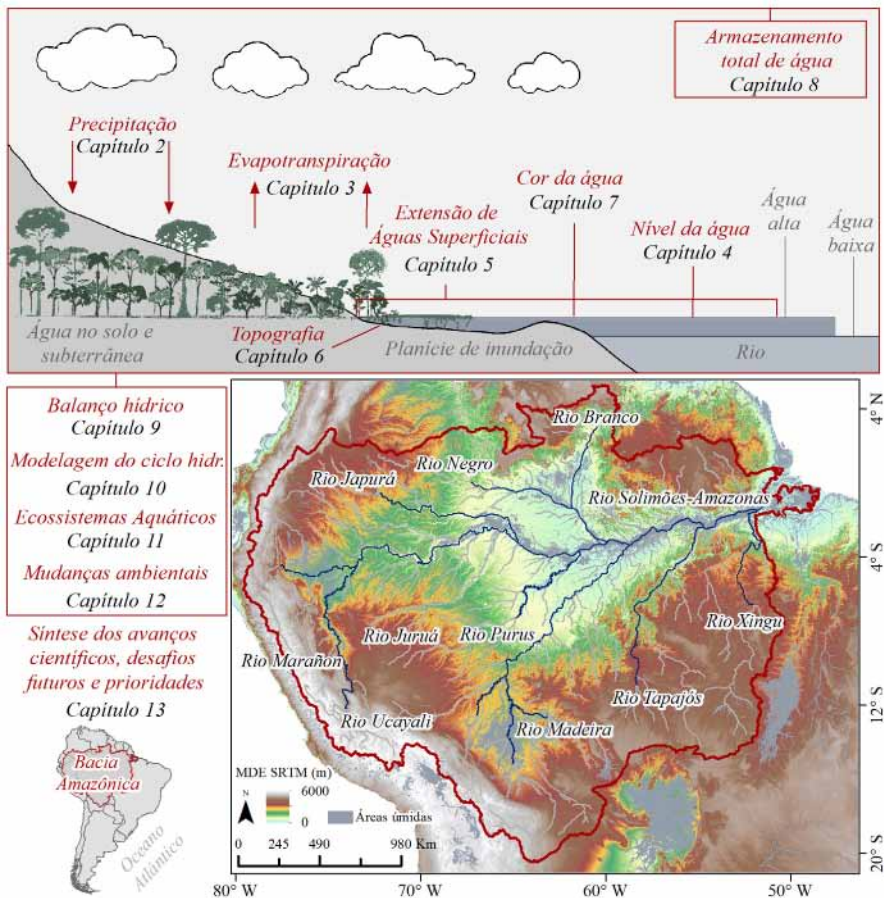 Armazenamento
total de água
Capítulo 8
Precipitação
Capítulo 2
Evapotranspiração
Capítulo 3
Cor da água
Capítulo 7
Extensão de
Águas Superficiais
Capítulo 5
Nível da água
Capítulo 4
Água
alta
Água
baixa
Água no solo e
subterrânea
Topografia
Capítulo 6
Planície de inundação
Rio
Balanço hídrico
Capítulo 9
Modelagem do ciclo hidr.
Capítulo 10
Ecossistemas Aquáticos
Capítulo 11
Mudanças ambientais
Capítulo 12
Síntese dos avanços
científicos, desafios
futuros e prioridades
Capítulo 13
Bacia
Amazônica
Oceano
Atlântico
Rio Branco
Rio Negro
Rio Japurá
Rio Solimões-Amazonas
Rio Juruá
Rio Purus
Rio Xingu
Rio Marañon
Rio Tapajós
Rio Ucayali
Rio Madeira
MDE SRTM (m)
N
6000
0
Áreas úmidas
0 245 490 980 Km
4° N
4° S
12° S
20° S
80° W 70° W 60° W 50° W